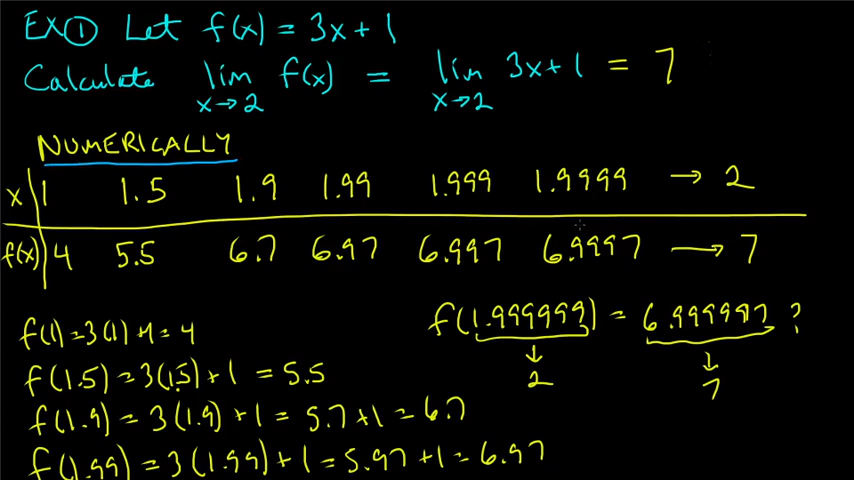 EX① Let f(x) = 3x + 1
Calculate lim x→2 f(x) = lim x→2 3x + 1 = 7
NUMERICALLY
x | 1 1.5 1.9 1.99 1.999 1.9999 → 2
f(x) | 4 5.5 6.7 6.97 6.997 6.9997 → 7
f(1.999999) = 6.999997 ?
↓ 2 ↓ 7
f(1) = 3(1) + 1 = 4
f(1.5) = 3(1.5) + 1 = 5.5
f(1.9) = 3(1.9) + 1 = 5.7 + 1 = 6.7
f(1.99) = 3(1.99) + 1 = 5.97 + 1 = 6.97